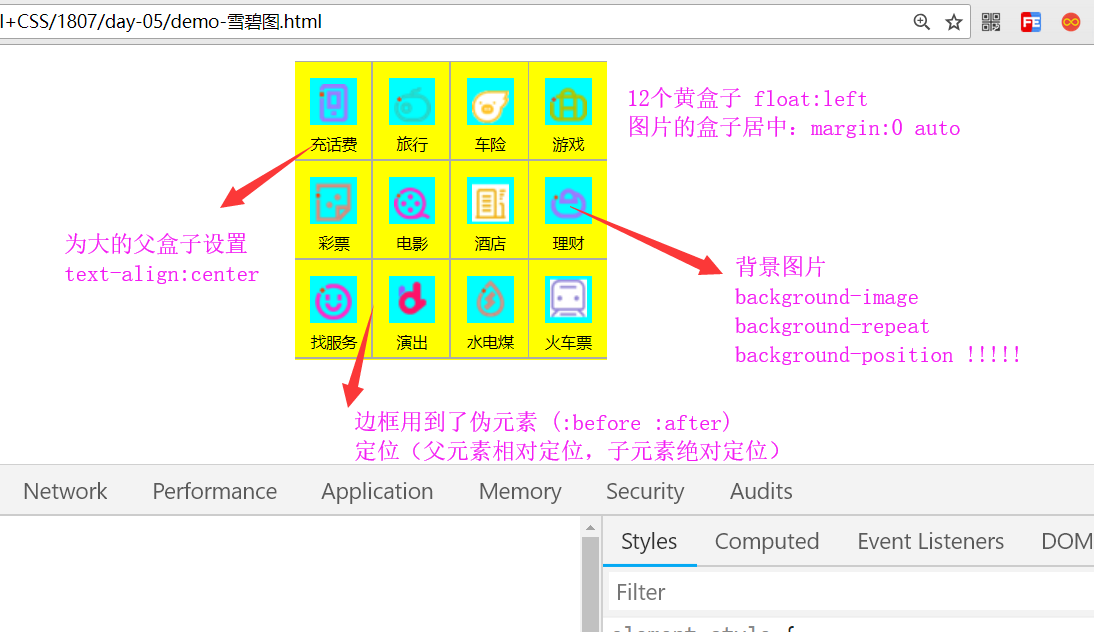 l+CSS/1807/day-05/demo-雪碧图.html
FE
充话费 旅行 车险 游戏
彩票 电影 酒店 理财
找服务 演出 水电煤 火车票
12个黄盒子 float:left
图片的盒子居中：margin:0 auto
为大的父盒子设置
text-align:center
背景图片
background-image
background-repeat
background-position !!!!!
边框用到了伪元素（:before :after)
定位（父元素相对定位，子元素绝对定位）
Network Performance Application Memory Security Audits
Styles Computed Event Listeners DOM
Filter
element.style {